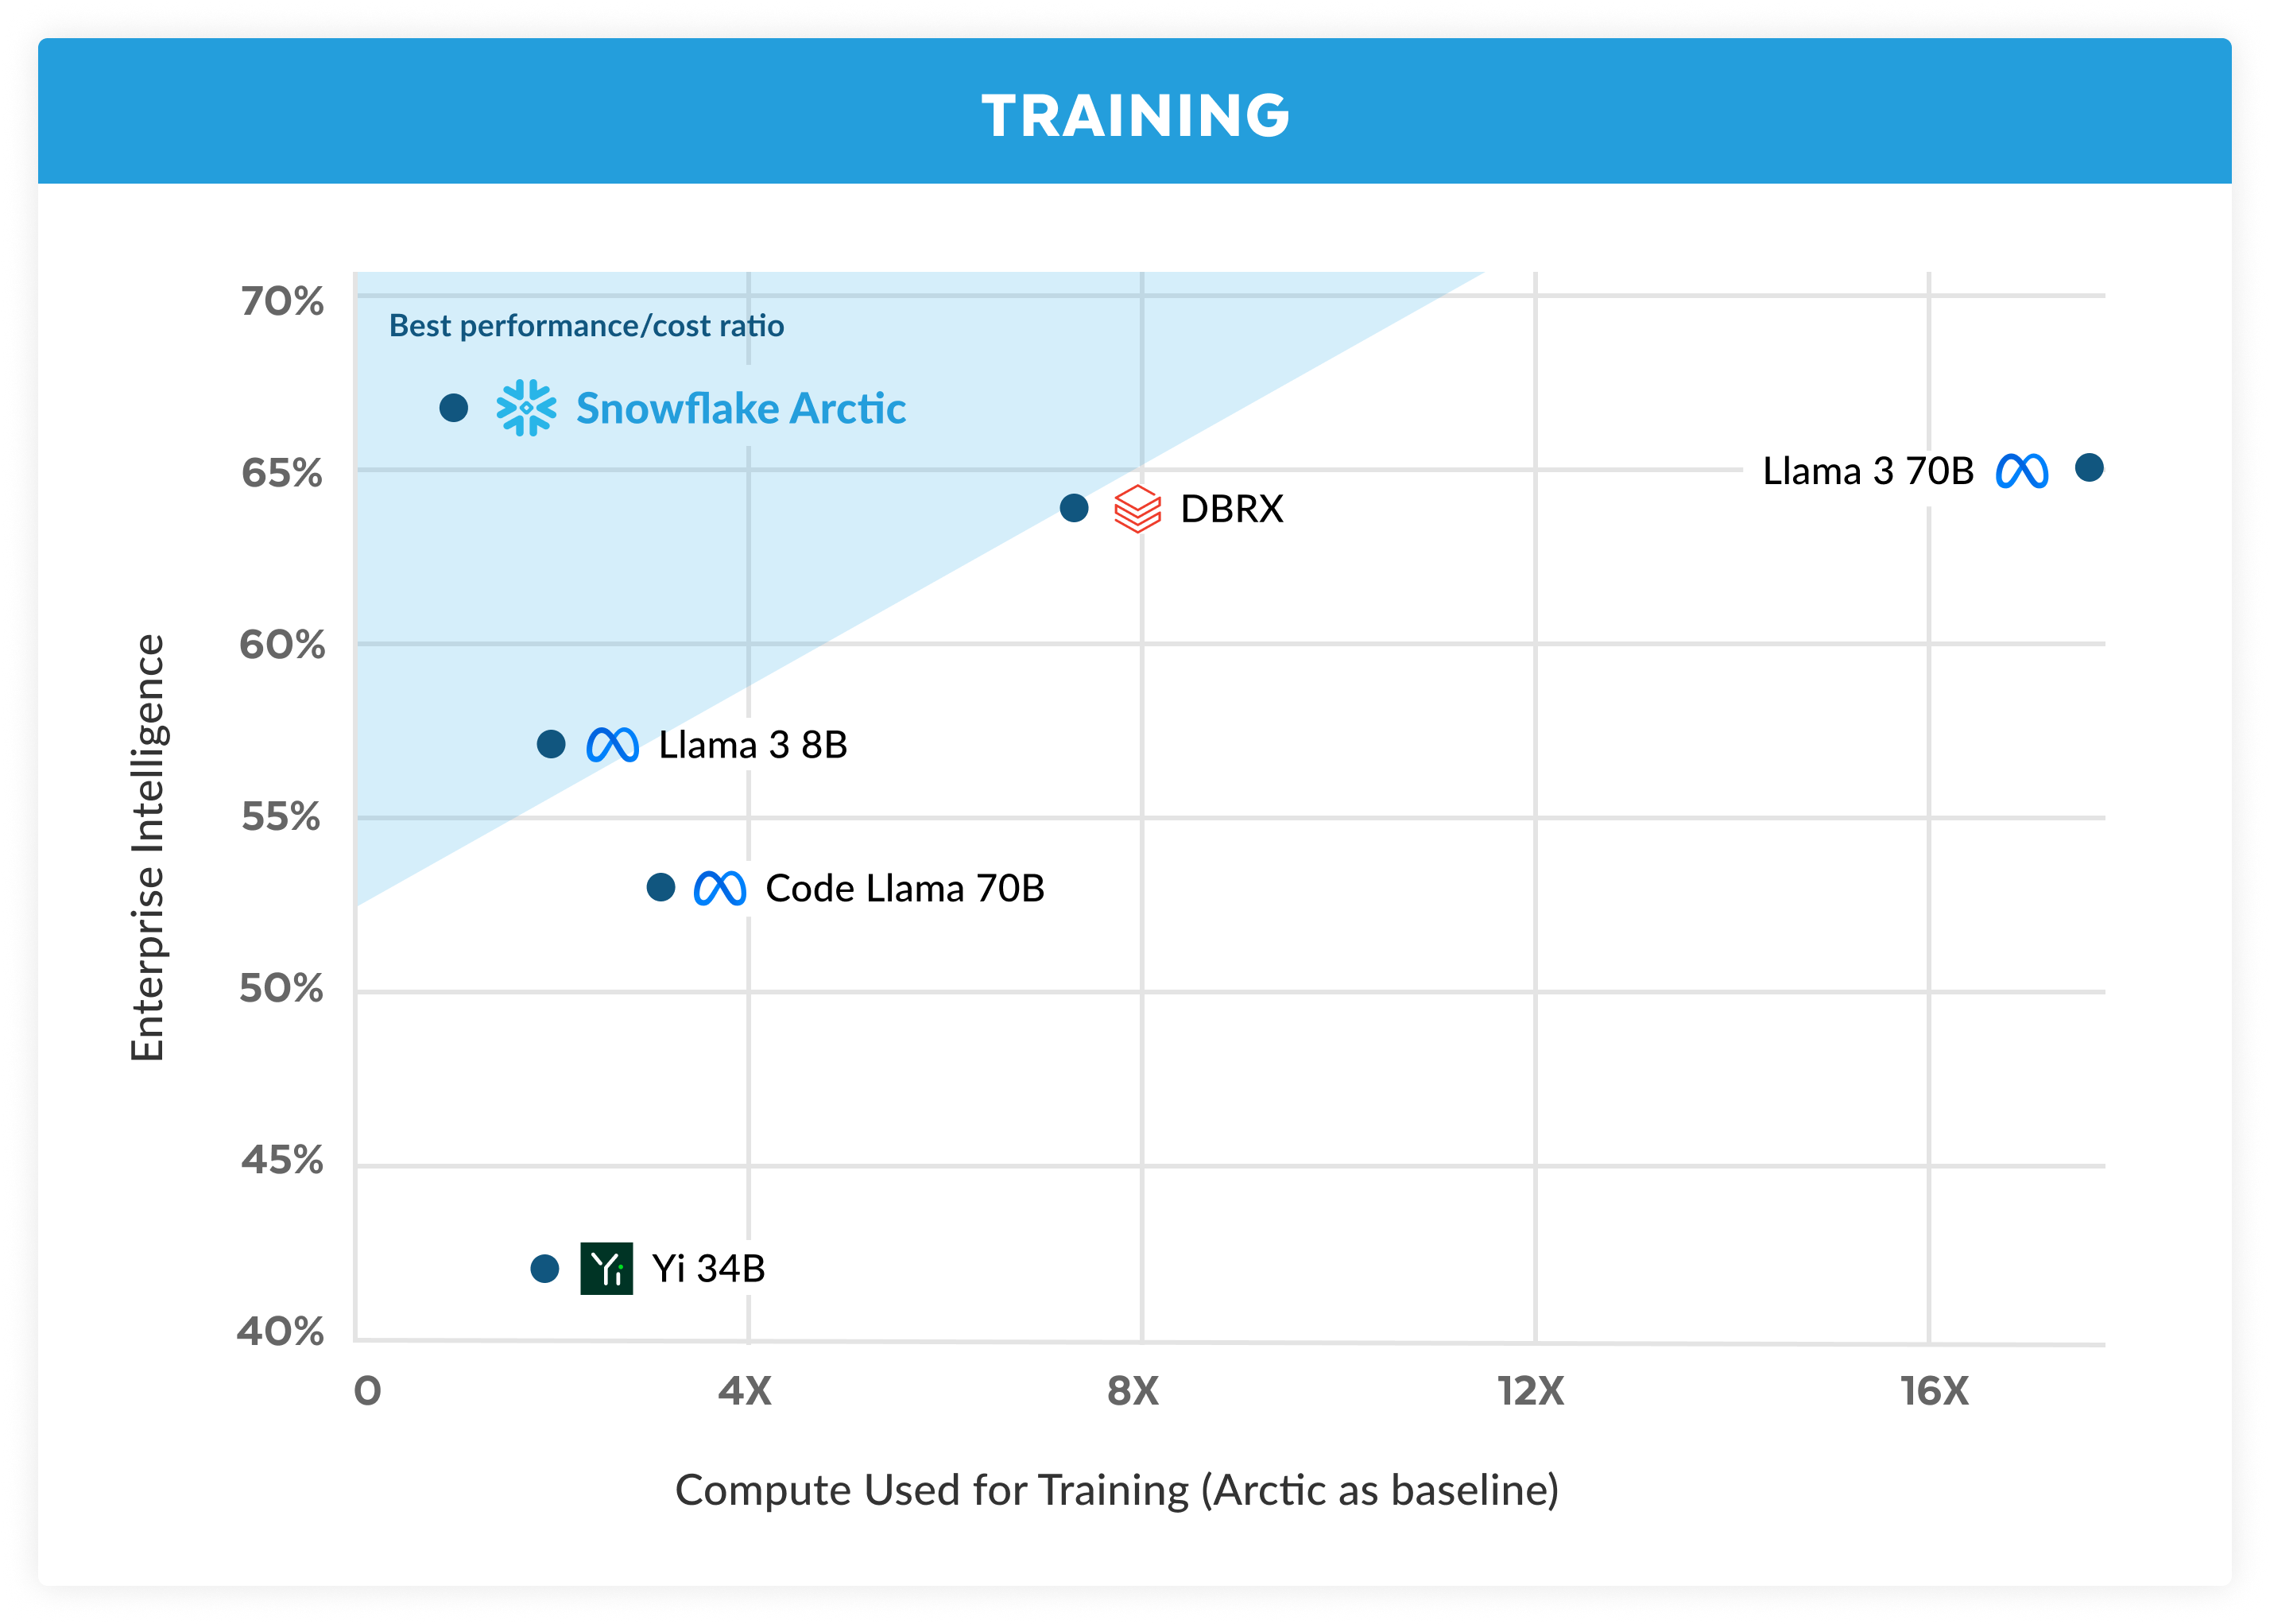 TRAINING
70%
Best performance/cost ratio
Snowflake Arctic
65%
Llama 3 70B
DBRX
60%
Llama 3 8B
55%
Code Llama 70B
50%
45%
Yi
Yi 34B
40%
0
4X
8X
12X
16X
Enterprise Intelligence
Compute Used for Training (Arctic as baseline)